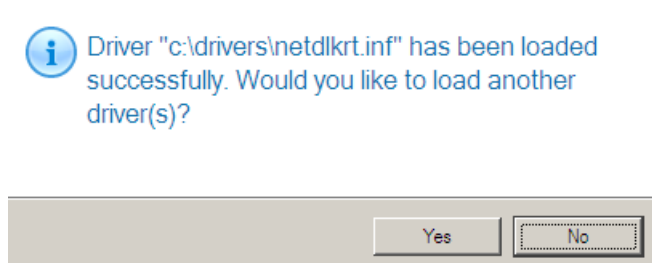 Driver "c:\drivers\netdlkrt.inf" has been loaded
successfully. Would you like to load another
driver(s)?
Yes
No